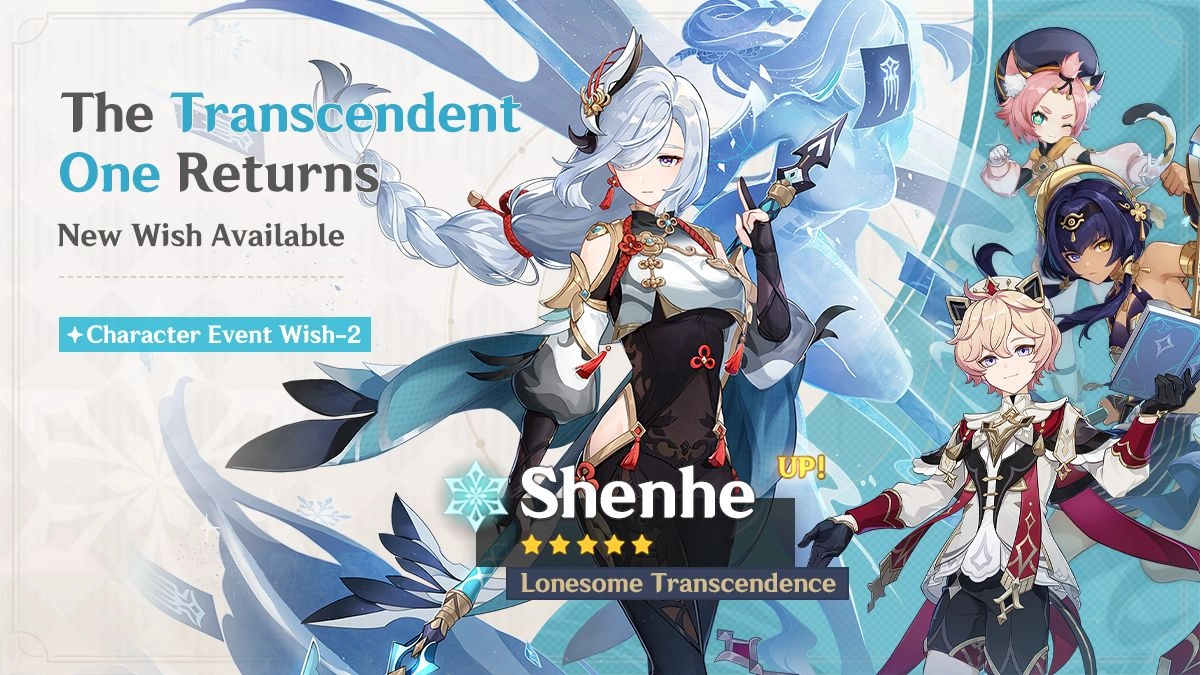 The Transcendent
One Returns
New Wish Available
Character Event Wish-2
UP!
Shenhe
Lonesome Transcendence